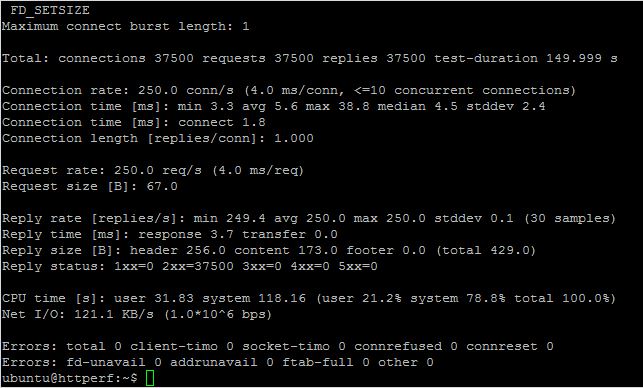 FD_SETSIZE
Maximum connect burst length: 1
Total: connections 37500 requests 37500 replies 37500 test-duration 149.999 s
Connection rate: 250.0 conn/s (4.0 ms/conn, <=10 concurrent connections)
Connection time [ms]: min 3.3 avg 5.6 max 38.8 median 4.5 stddev 2.4
Connection time [ms]: connect 1.8
Connection length [replies/conn]: 1.000
Request rate: 250.0 req/s (4.0 ms/req)
Request size [B]: 67.0
Reply rate [replies/s]: min 249.4 avg 250.0 max 250.0 stddev 0.1 (30 samples)
Reply time [ms]: response 3.7 transfer 0.0
Reply size [B]: header 256.0 content 173.0 footer 0.0 (total 429.0)
Reply status: 1xx=0 2xx=37500 3xx=0 4xx=0 5xx=0
CPU time [s]: user 31.83 system 118.16 (user 21.2% system 78.8% total 100.0%)
Net I/O: 121.1 KB/s (1.0*10^6 bps)
Errors: total 0 client-timo 0 socket-timo 0 connrefused 0 connreset 0
Errors: fd-unavail 0 addrunavail 0 ftab-full 0 other 0
ubuntu@httperf:~$